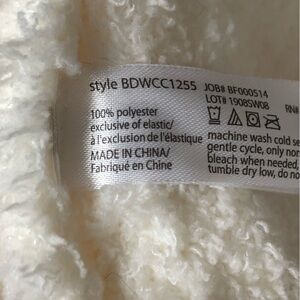 style BDWCC1255
JOB# BF000514
LOT# 1908SW08
RN#
100% polyester
exclusive of elastic/
à l'exclusion de l'élastique
MADE IN CHINA/
Fabriqué en Chine
machine wash cold se
gentle cycle, only non
bleach when needed,
tumble dry low, do no